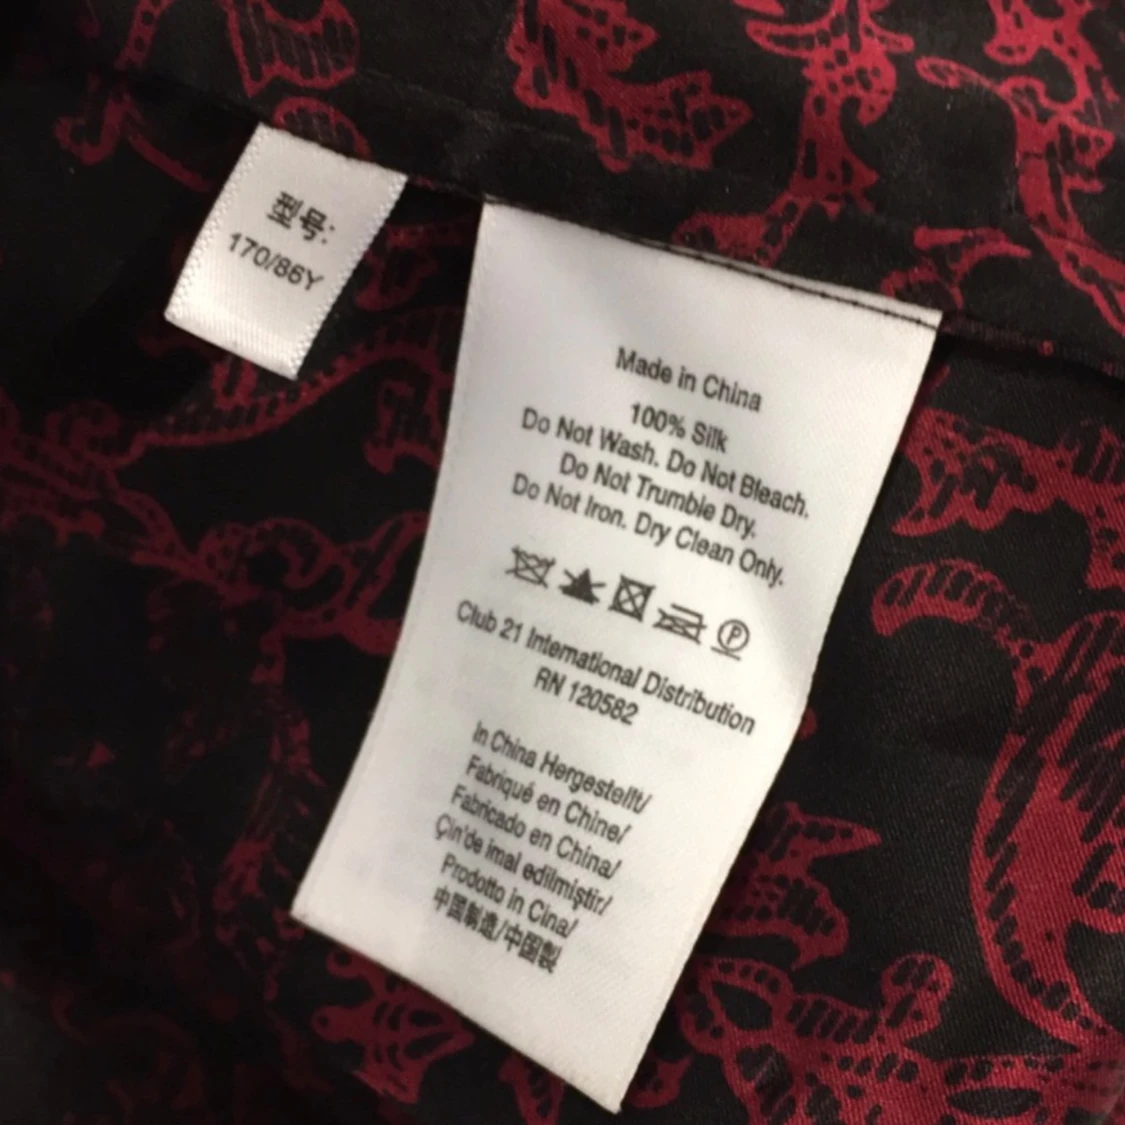 型号:
170/86Y
Made in China
100% Silk
Do Not Wash. Do Not Bleach.
Do Not Trumble Dry.
Do Not Iron. Dry Clean Only.
P
Club 21 International Distribution
RN 120582
In China Hergestellt/
Fabriqué en Chine/
Fabricado en China/
Çin'de imal edilmiştir/
Prodotto in Cina/
中国制造/中国製